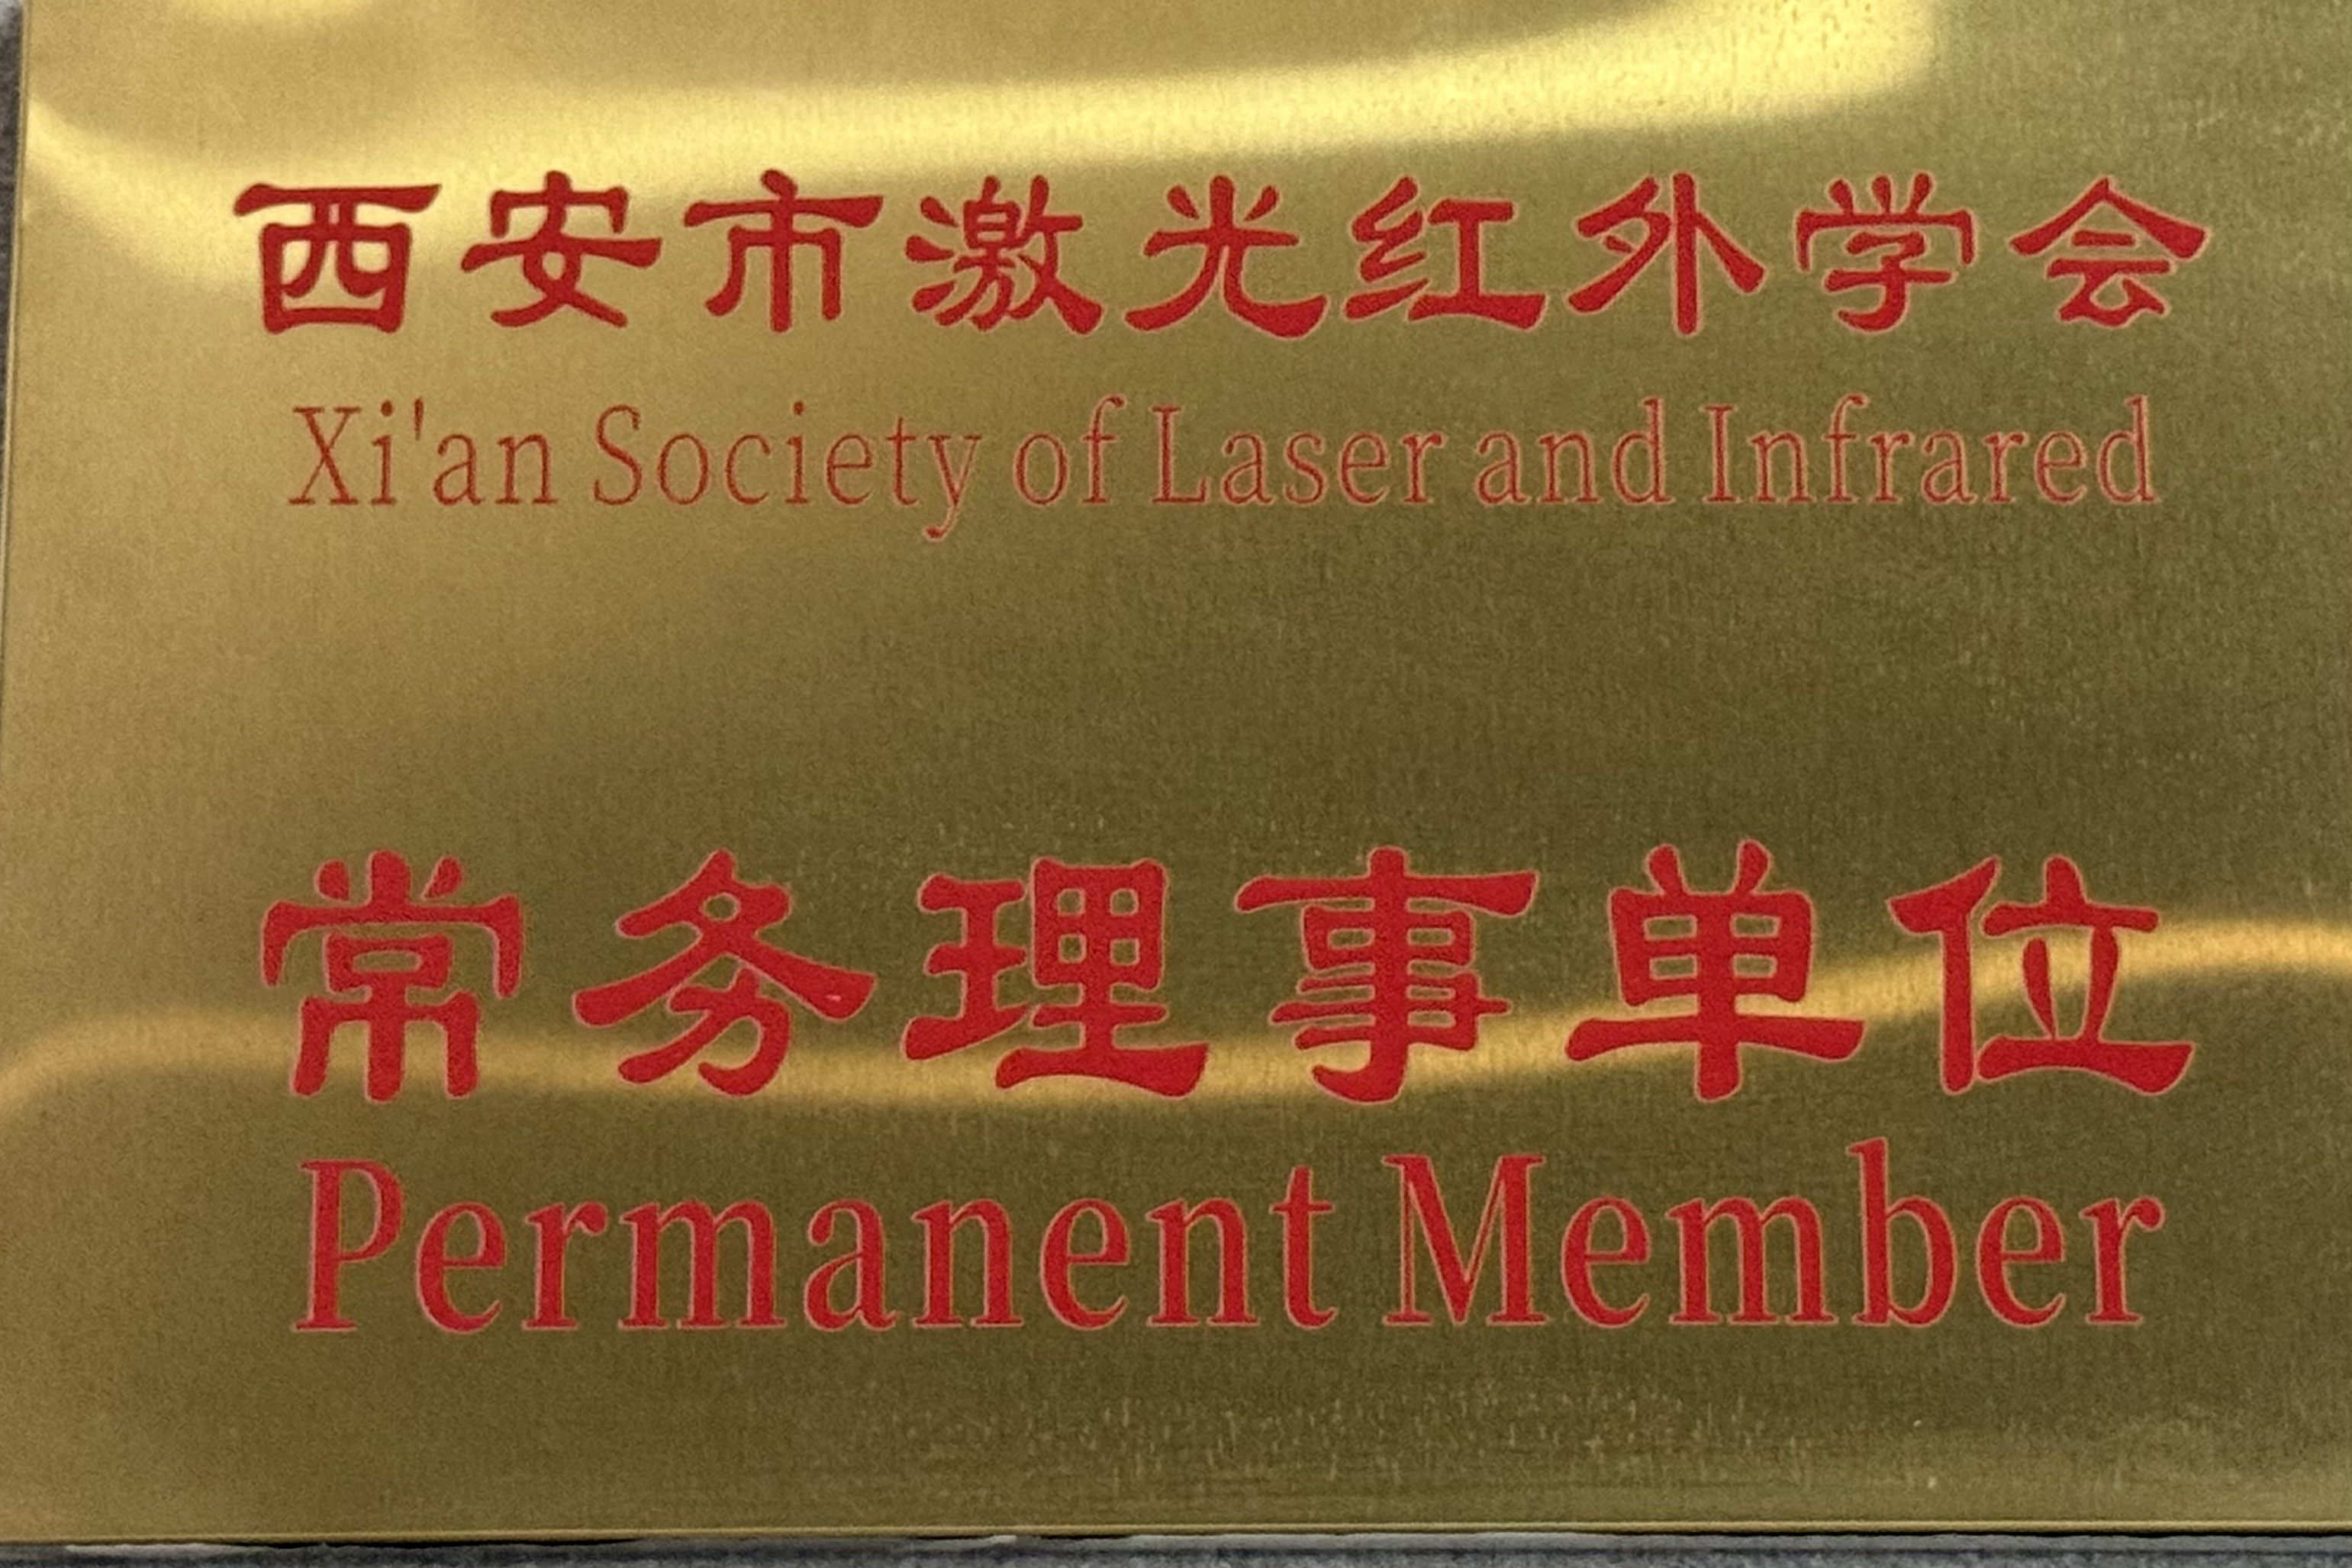 西安市激光红外学会
Xi'an Society of Laser and Infrared
常务理事单位
Permanent Member